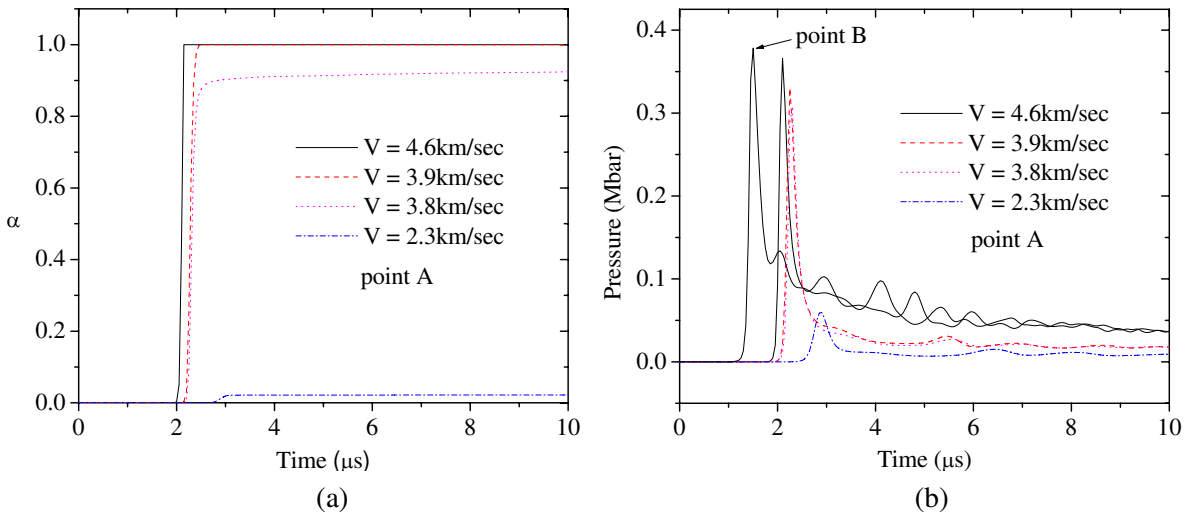 1.0
0.8
0.6
0.4
0.2
0.0
α
V = 4.6km/sec
V = 3.9km/sec
V = 3.8km/sec
V = 2.3km/sec
point A
0 2 4 6 8 10
Time (μs)
(a)
0.4
0.3
0.2
0.1
0.0
Pressure (Mbar)
point B
V = 4.6km/sec
V = 3.9km/sec
V = 3.8km/sec
V = 2.3km/sec
point A
0 2 4 6 8 10
Time (μs)
(b)